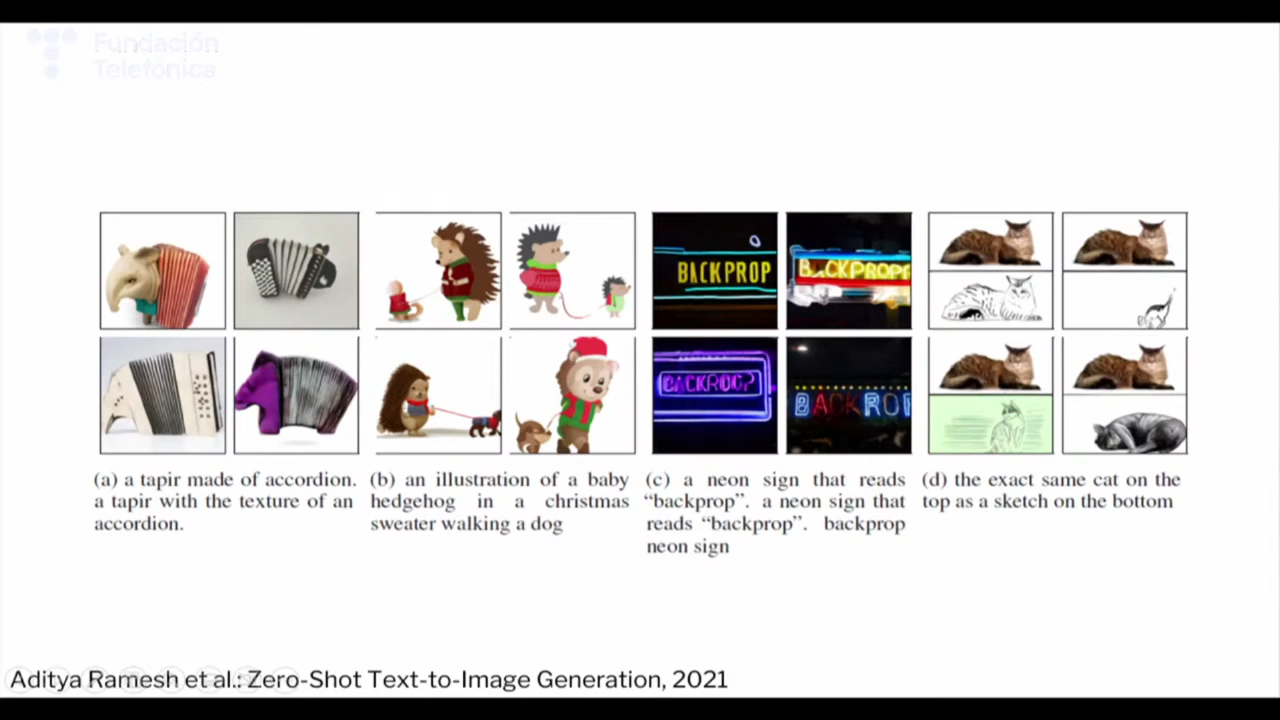 Fundación
Telefónica
BACKPROP
BACKPROP
BACKROO?
BACKROF
(a) a tapir made of accordion.
a tapir with the texture of an
accordion.
(b) an illustration of a baby
hedgehog in a christmas
sweater walking a dog
(c) a neon sign that reads
“backprop”. a neon sign that
reads “backprop”. backprop
neon sign
(d) the exact same cat on the
top as a sketch on the bottom
Aditya Ramesh et al.: Zero-Shot Text-to-Image Generation, 2021